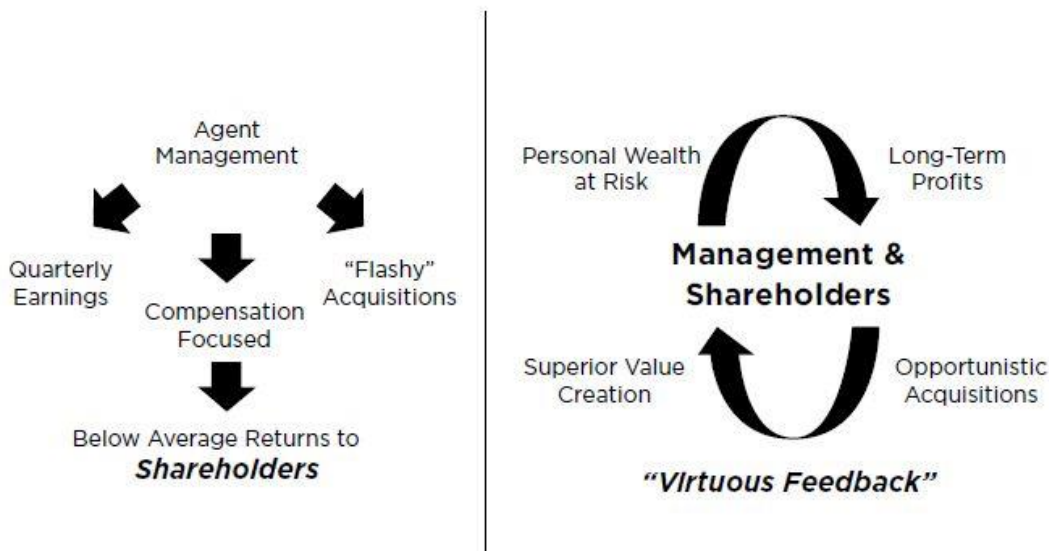 Agent
Management
Quarterly
Earnings
"Flashy"
Acquisitions
Compensation
Focused
Below Average Returns to
Shareholders
Personal Wealth
at Risk
Long-Term
Profits
Management &
Shareholders
Superior Value
Creation
Opportunistic
Acquisitions
"Virtuous Feedback"